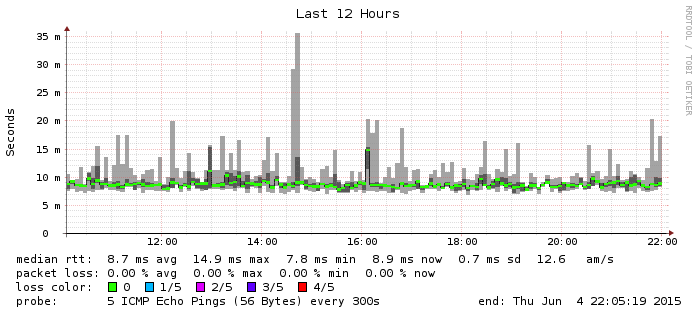 Last 12 Hours
RRDTOOL / TOBI OETIKER
Seconds
35 m
30 m
25 m
20 m
15 m
10 m
5 m
0
12:00 14:00 16:00 18:00 20:00 22:00
median rtt: 8.7 ms avg 14.9 ms max 7.8 ms min 8.9 ms now 0.7 ms sd 12.6 am/s
packet loss: 0.00 % avg 0.00 % max 0.00 % min 0.00 % now
loss color: 0 1/5 2/5 3/5 4/5
probe: 5 ICMP Echo Pings (56 Bytes) every 300s end: Thu Jun 4 22:05:19 2015